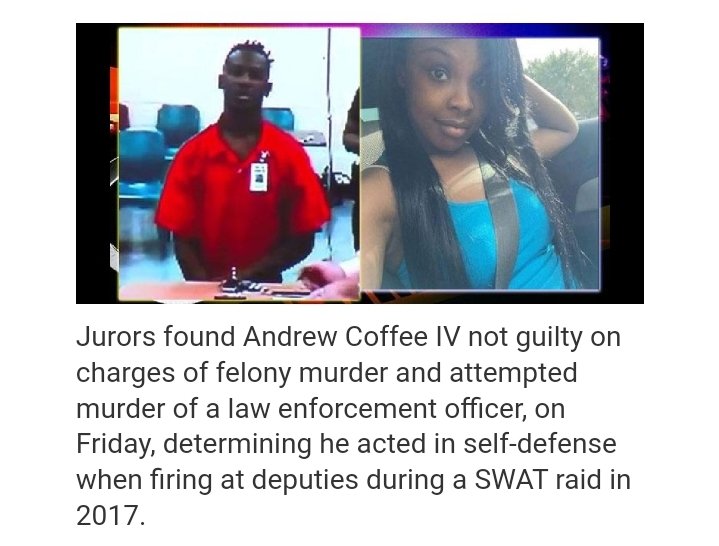 Jurors found Andrew Coffee IV not guilty on
charges of felony murder and attempted
murder of a law enforcement officer, on
Friday, determining he acted in self-defense
when firing at deputies during a SWAT raid in
2017.